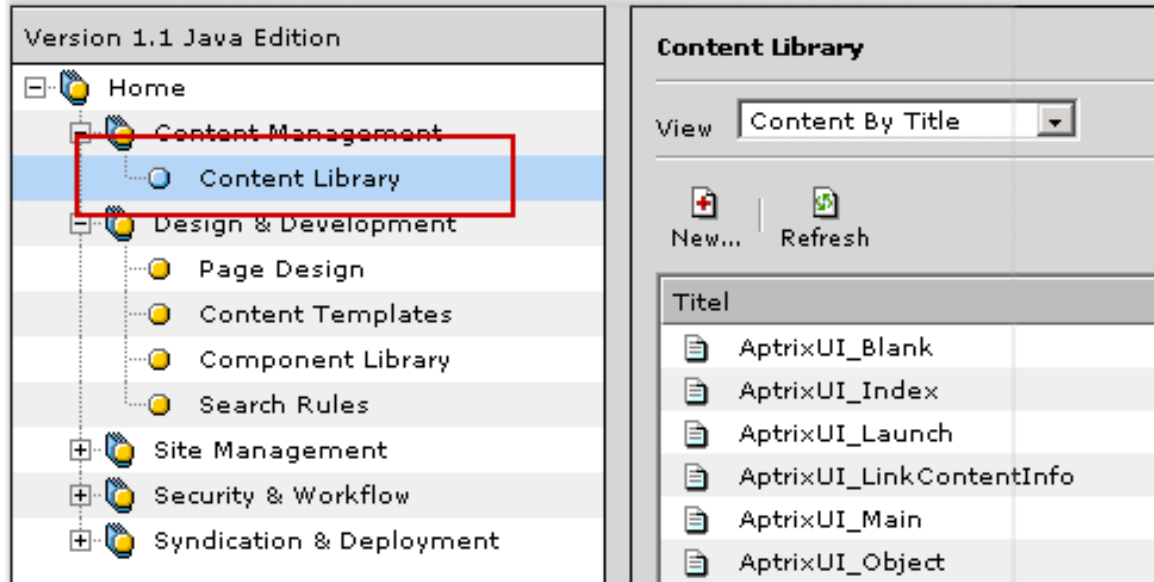 Version 1.1 Java Edition
Home
Content Management
Content Library
Design & Development
Page Design
Content Templates
Component Library
Search Rules
Site Management
Security & Workflow
Syndication & Deployment
Content Library
View Content By Title
New... Refresh
Titel
AptrixUI_Blank
AptrixUI_Index
AptrixUI_Launch
AptrixUI_LinkContentInfo
AptrixUI_Main
AptrixUI_Object